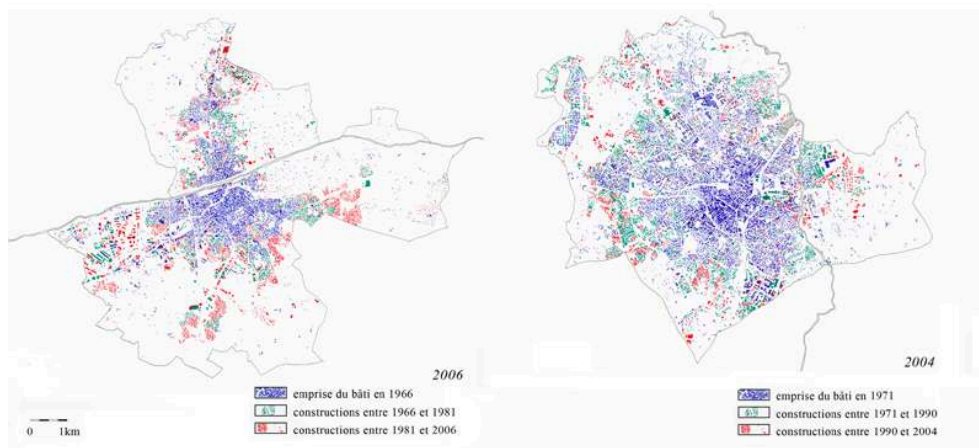 2006
emprise du bâti en 1966
constructions entre 1966 et 1981
constructions entre 1981 et 2006
1km
2004
emprise du bâti en 1971
constructions entre 1971 et 1990
constructions entre 1990 et 2004